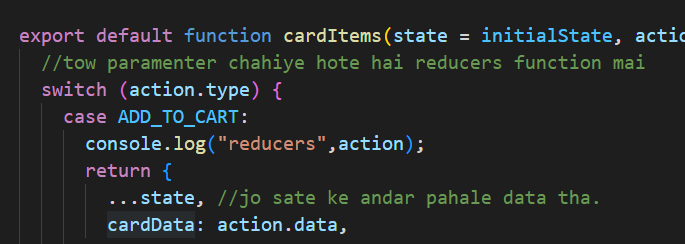 export default function cardItems(state = initialState, actio
//tow paramenter chahiye hote hai reducers function mai
switch (action.type) {
case ADD_TO_CART:
console.log("reducers",action);
return {
...state, //jo sate ke andar pahale data tha.
cardData: action.data,